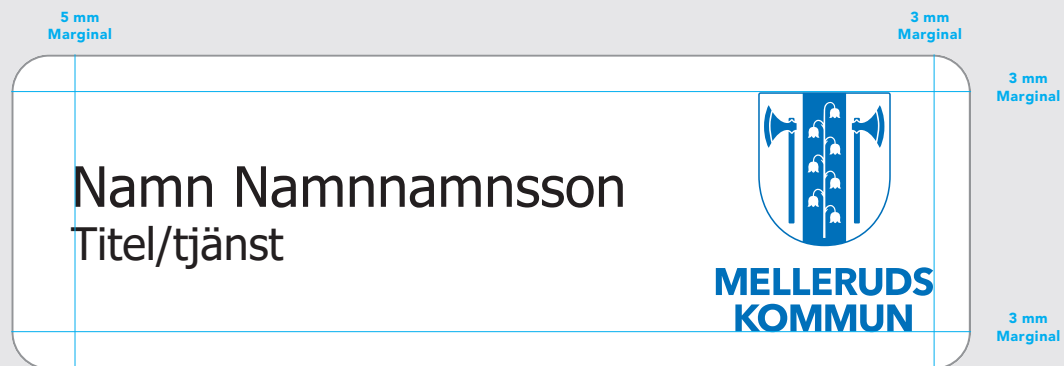 5 mm
Marginal
3 mm
Marginal
3 mm
Marginal
Namn Namnnamnsson
Titel/tjänst
MELLERUDS
KOMMUN
3 mm
Marginal